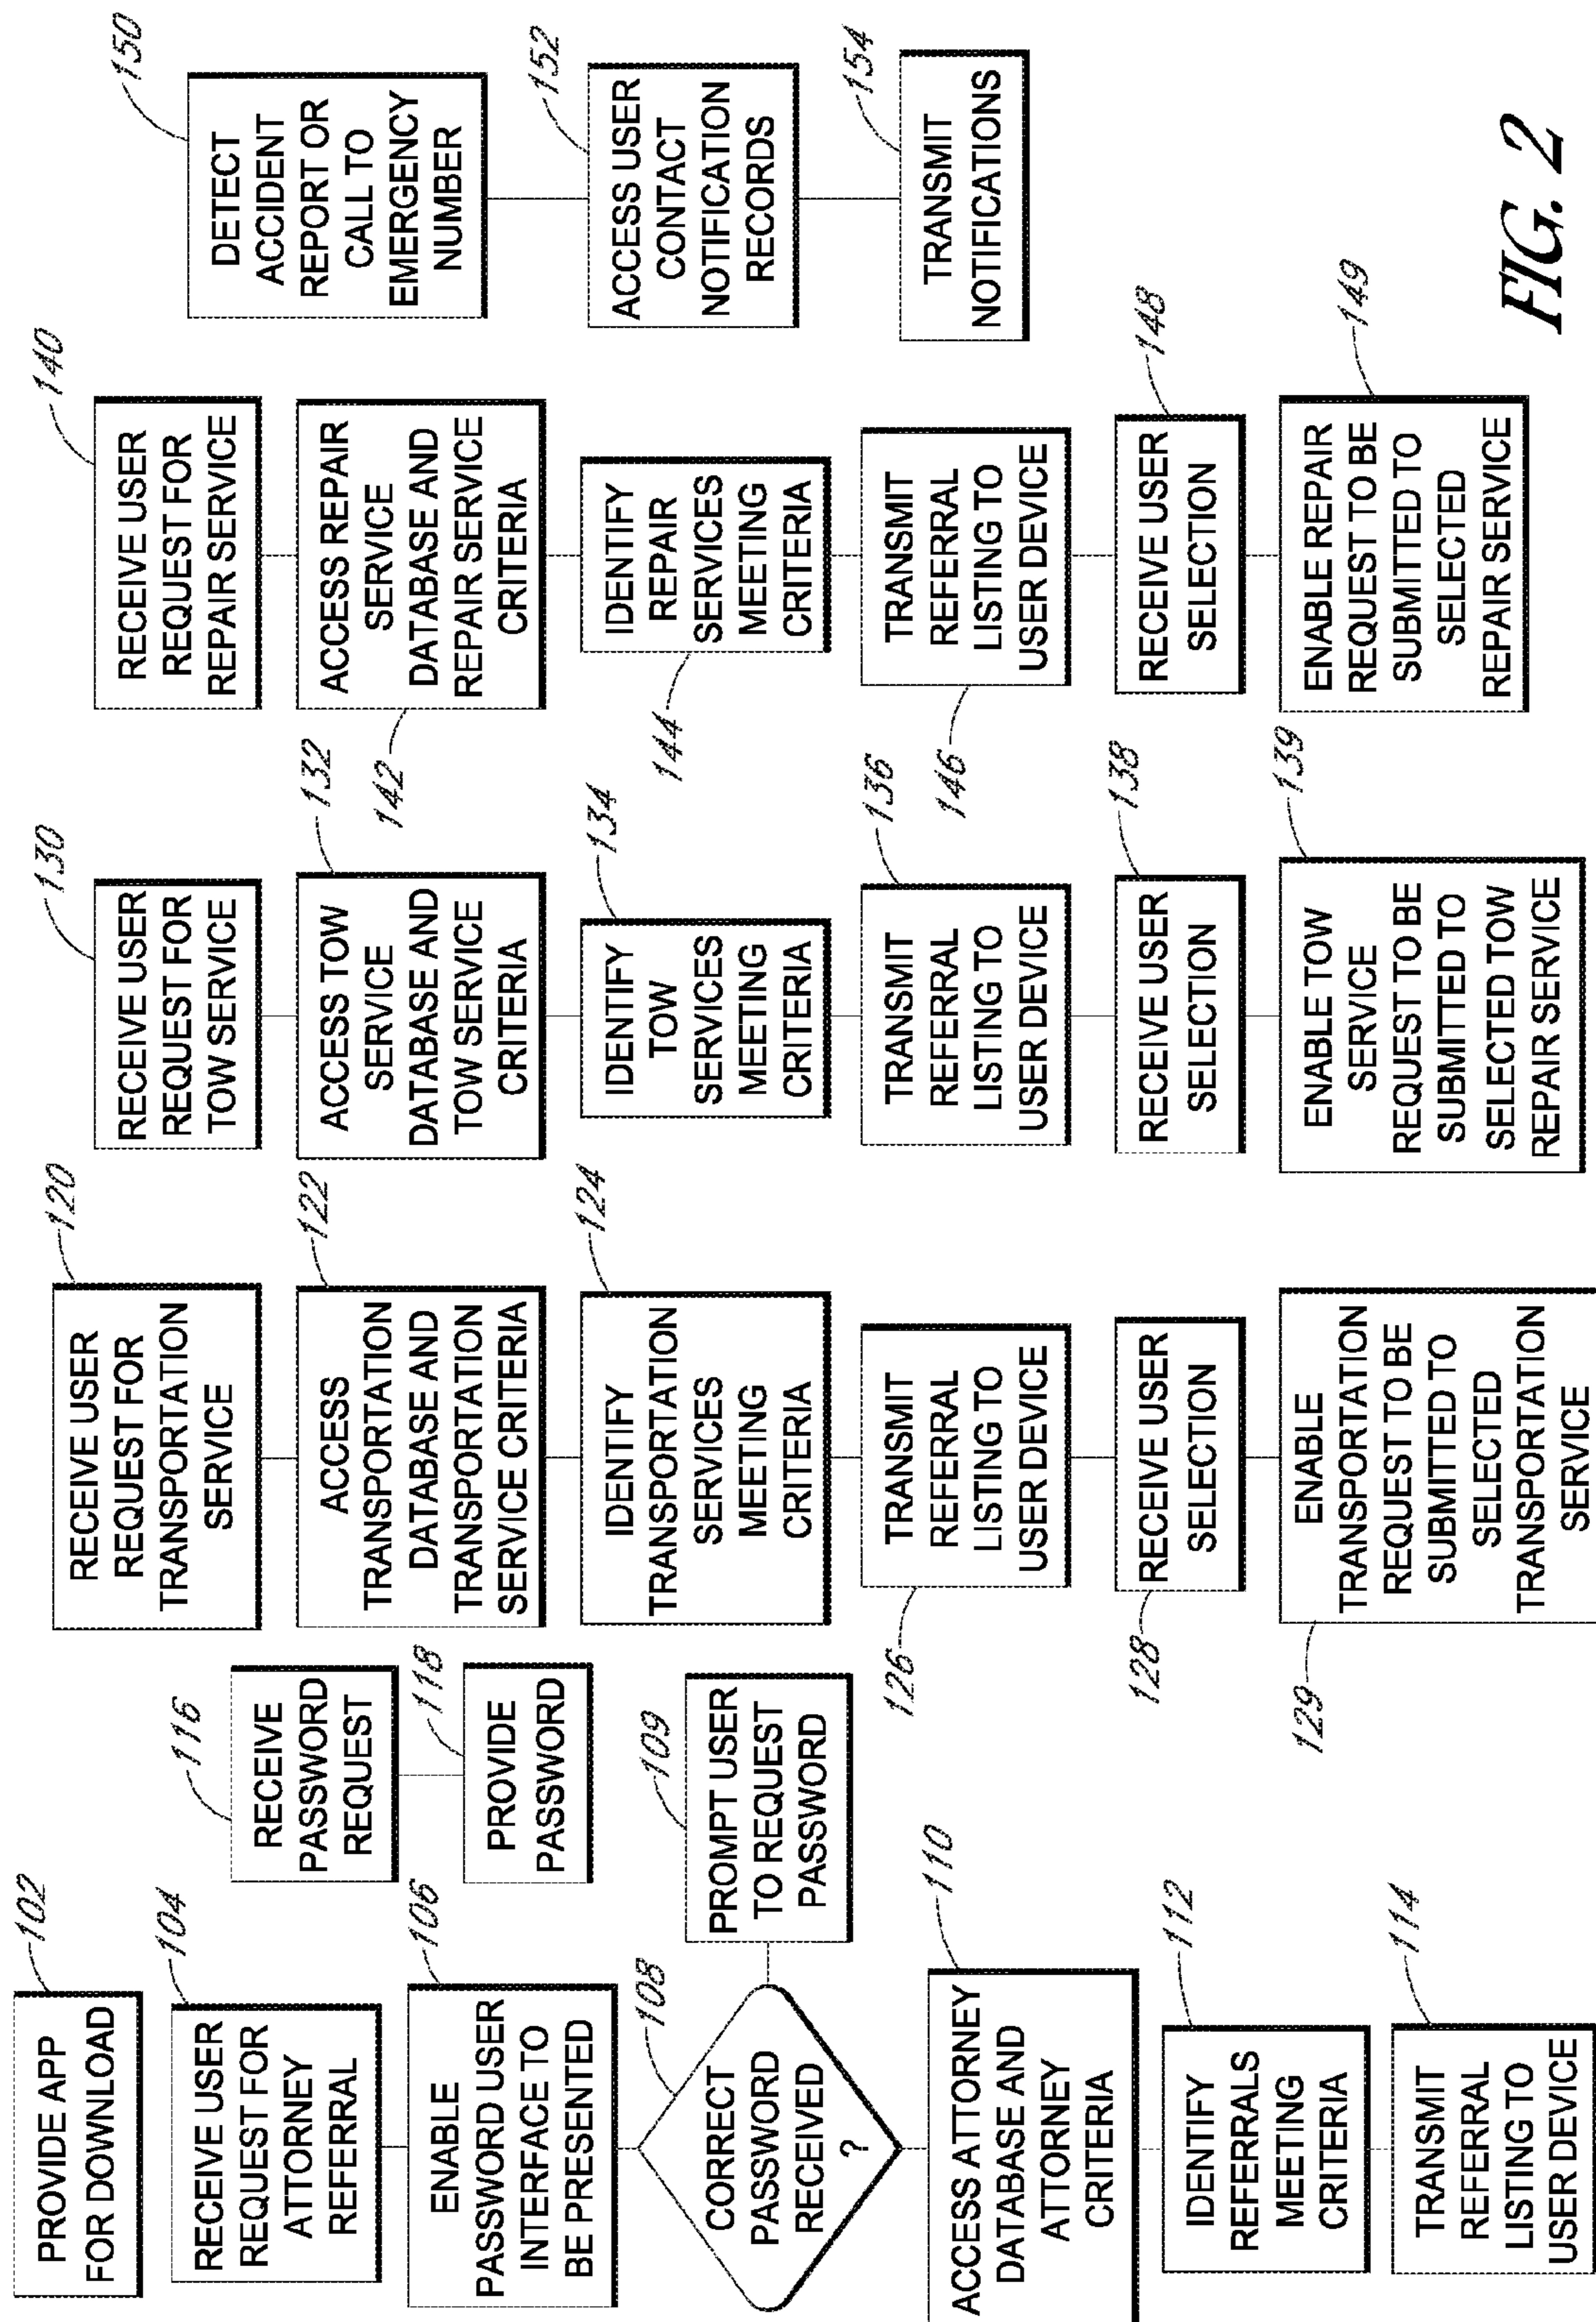 102
PROVIDE APP
FOR DOWNLOAD
104
RECEIVE USER
REQUEST FOR
ATTORNEY
REFERRAL
106
ENABLE
PASSWORD USER
INTERFACE TO
BE PRESENTED
108
CORRECT
PASSWORD
RECEIVED
?
109
PROMPT USER
TO REQUEST
PASSWORD
110
ACCESS ATTORNEY
DATABASE AND
ATTORNEY
CRITERIA
112
IDENTIFY
REFERRALS
MEETING
CRITERIA
114
TRANSMIT
REFERRAL
LISTING TO
USER DEVICE
116
RECEIVE
PASSWORD
REQUEST
118
PROVIDE
PASSWORD
120
RECEIVE USER
REQUEST FOR
TRANSPORTATION
SERVICE
122
ACCESS
TRANSPORTATION
DATABASE AND
TRANSPORTATION
SERVICE CRITERIA
124
IDENTIFY
TRANSPORTATION
SERVICES
MEETING
CRITERIA
126
TRANSMIT
REFERRAL
LISTING TO
USER DEVICE
128
RECEIVE USER
SELECTION
129
ENABLE
TRANSPORTATION
REQUEST TO BE
SUBMITTED TO
SELECTED
TRANSPORTATION
SERVICE
130
RECEIVE USER
REQUEST FOR
TOW SERVICE
132
ACCESS TOW
SERVICE
DATABASE AND
TOW SERVICE
CRITERIA
134
IDENTIFY
TOW
SERVICES
MEETING
CRITERIA
136
TRANSMIT
REFERRAL
LISTING TO
USER DEVICE
138
RECEIVE USER
SELECTION
139
ENABLE TOW
SERVICE
REQUEST TO BE
SUBMITTED TO
SELECTED TOW
REPAIR SERVICE
140
RECEIVE USER
REQUEST FOR
REPAIR SERVICE
142
ACCESS REPAIR
SERVICE
DATABASE AND
REPAIR SERVICE
CRITERIA
144
IDENTIFY
REPAIR
SERVICES
MEETING
CRITERIA
146
TRANSMIT
REFERRAL
LISTING TO
USER DEVICE
148
RECEIVE USER
SELECTION
149
ENABLE REPAIR
REQUEST TO BE
SUBMITTED TO
SELECTED
REPAIR SERVICE
150
DETECT
ACCIDENT
REPORT OR
CALL TO
EMERGENCY
NUMBER
152
ACCESS USER
CONTACT
NOTIFICATION
RECORDS
154
TRANSMIT
NOTIFICATIONS
FIG. 2